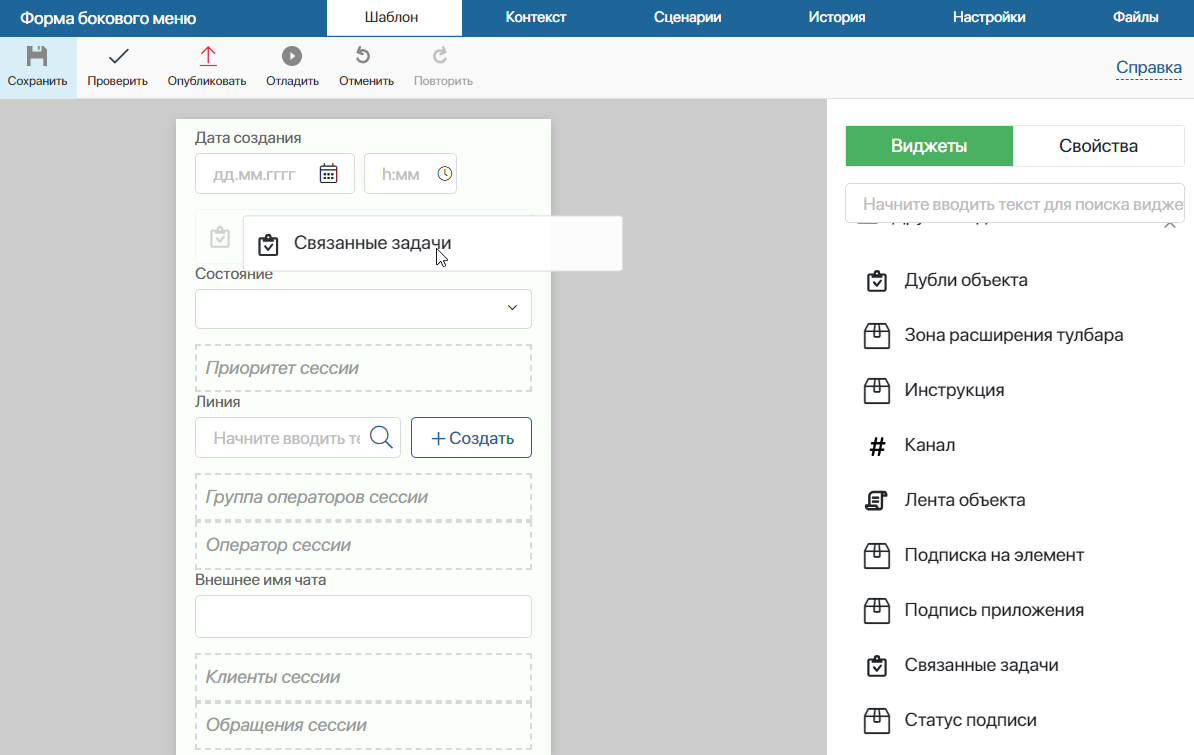 Форма бокового меню
Шаблон
Контекст
Сценарии
История
Настройки
Файлы
Сохранить
Проверить
Опубликовать
Отладить
Отменить
Повторить
Справка
Дата создания
дд.мм.гггг
h:мм
Связанные задачи
Состояние
Приоритет сессии
Линия
Начните вводить те
+Создать
Группа операторов сессии
Оператор сессии
Внешнее имя чата
Клиенты сессии
Обращения сессии
Виджеты
Свойства
Начните вводить текст для поиска видже
Дубли объекта
Зона расширения тулбара
Инструкция
# Канал
Лента объекта
Подписка на элемент
Подпись приложения
Связанные задачи
Статус подписи